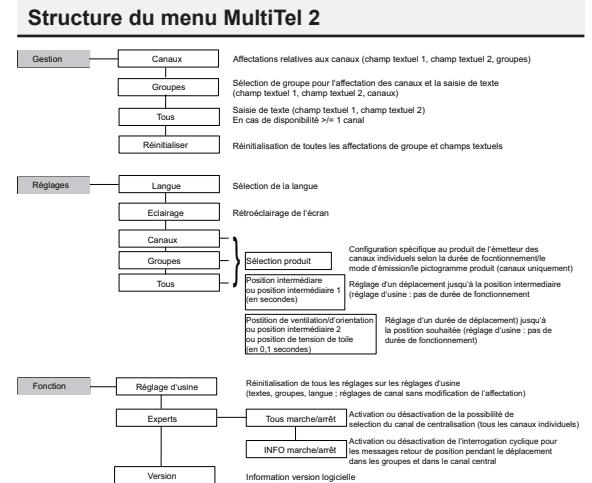 Structure du menu MultiTel 2
Gestion
Canaux
Affectations relatives aux canaux (champ textuel 1, champ textuel 2, groupes)
Groupes
Sélection de groupe pour l'affectation des canaux et la saisie de texte
(champ textuel 1, champ textuel 2, canaux)
Tous
Saisie de texte (champ textuel 1, champ textuel 2)
En cas de disponibilité >/= 1 canal
Réinitialiser
Réinitialisation de toutes les affectations de groupe et champs textuels
Réglages
Langue
Sélection de la langue
Eclairage
Rétroéclairage de l'écran
Canaux
Groupes
Tous
}
Sélection produit
Configuration spécifique au produit de l'émetteur des
canaux individuels selon la durée de focntionnement/le
mode d'émission/le pictogramme produit (canaux uniquement)
Position intermédiare
ou position intermédiaire 1
(en secondes)
Réglage d'un déplacement jusqu'à la position intermediaire
(réglage d'usine : pas de durée de fonctionnement
Postition de ventilation/d'orientation
ou position intermédiaire 2
ou position de tension de toile
(en 0,1 secondes)
Réglage d'un durée de déplacement) jusqu'à
la postition souhaitée (réglage d'usine : pas de
durée de fonctionnement)
Fonction
Réglage d'usine
Réinitialisation de tous les réglages sur les réglages d'usine
(textes, groupes, langue ; réglages de canal sans modification de l'affectation)
Experts
Tous marche/arrêt
Activation ou désactivation de la possibilité de
selection du canal de centralisation (tous les canaux individuels)
INFO marche/arrêt
Activation ou désactivation de l'interrogation cyclique pour
les messages retour de position pendant le déplacement
dans les groupes et dans le canal central
Version
Information version logicielle